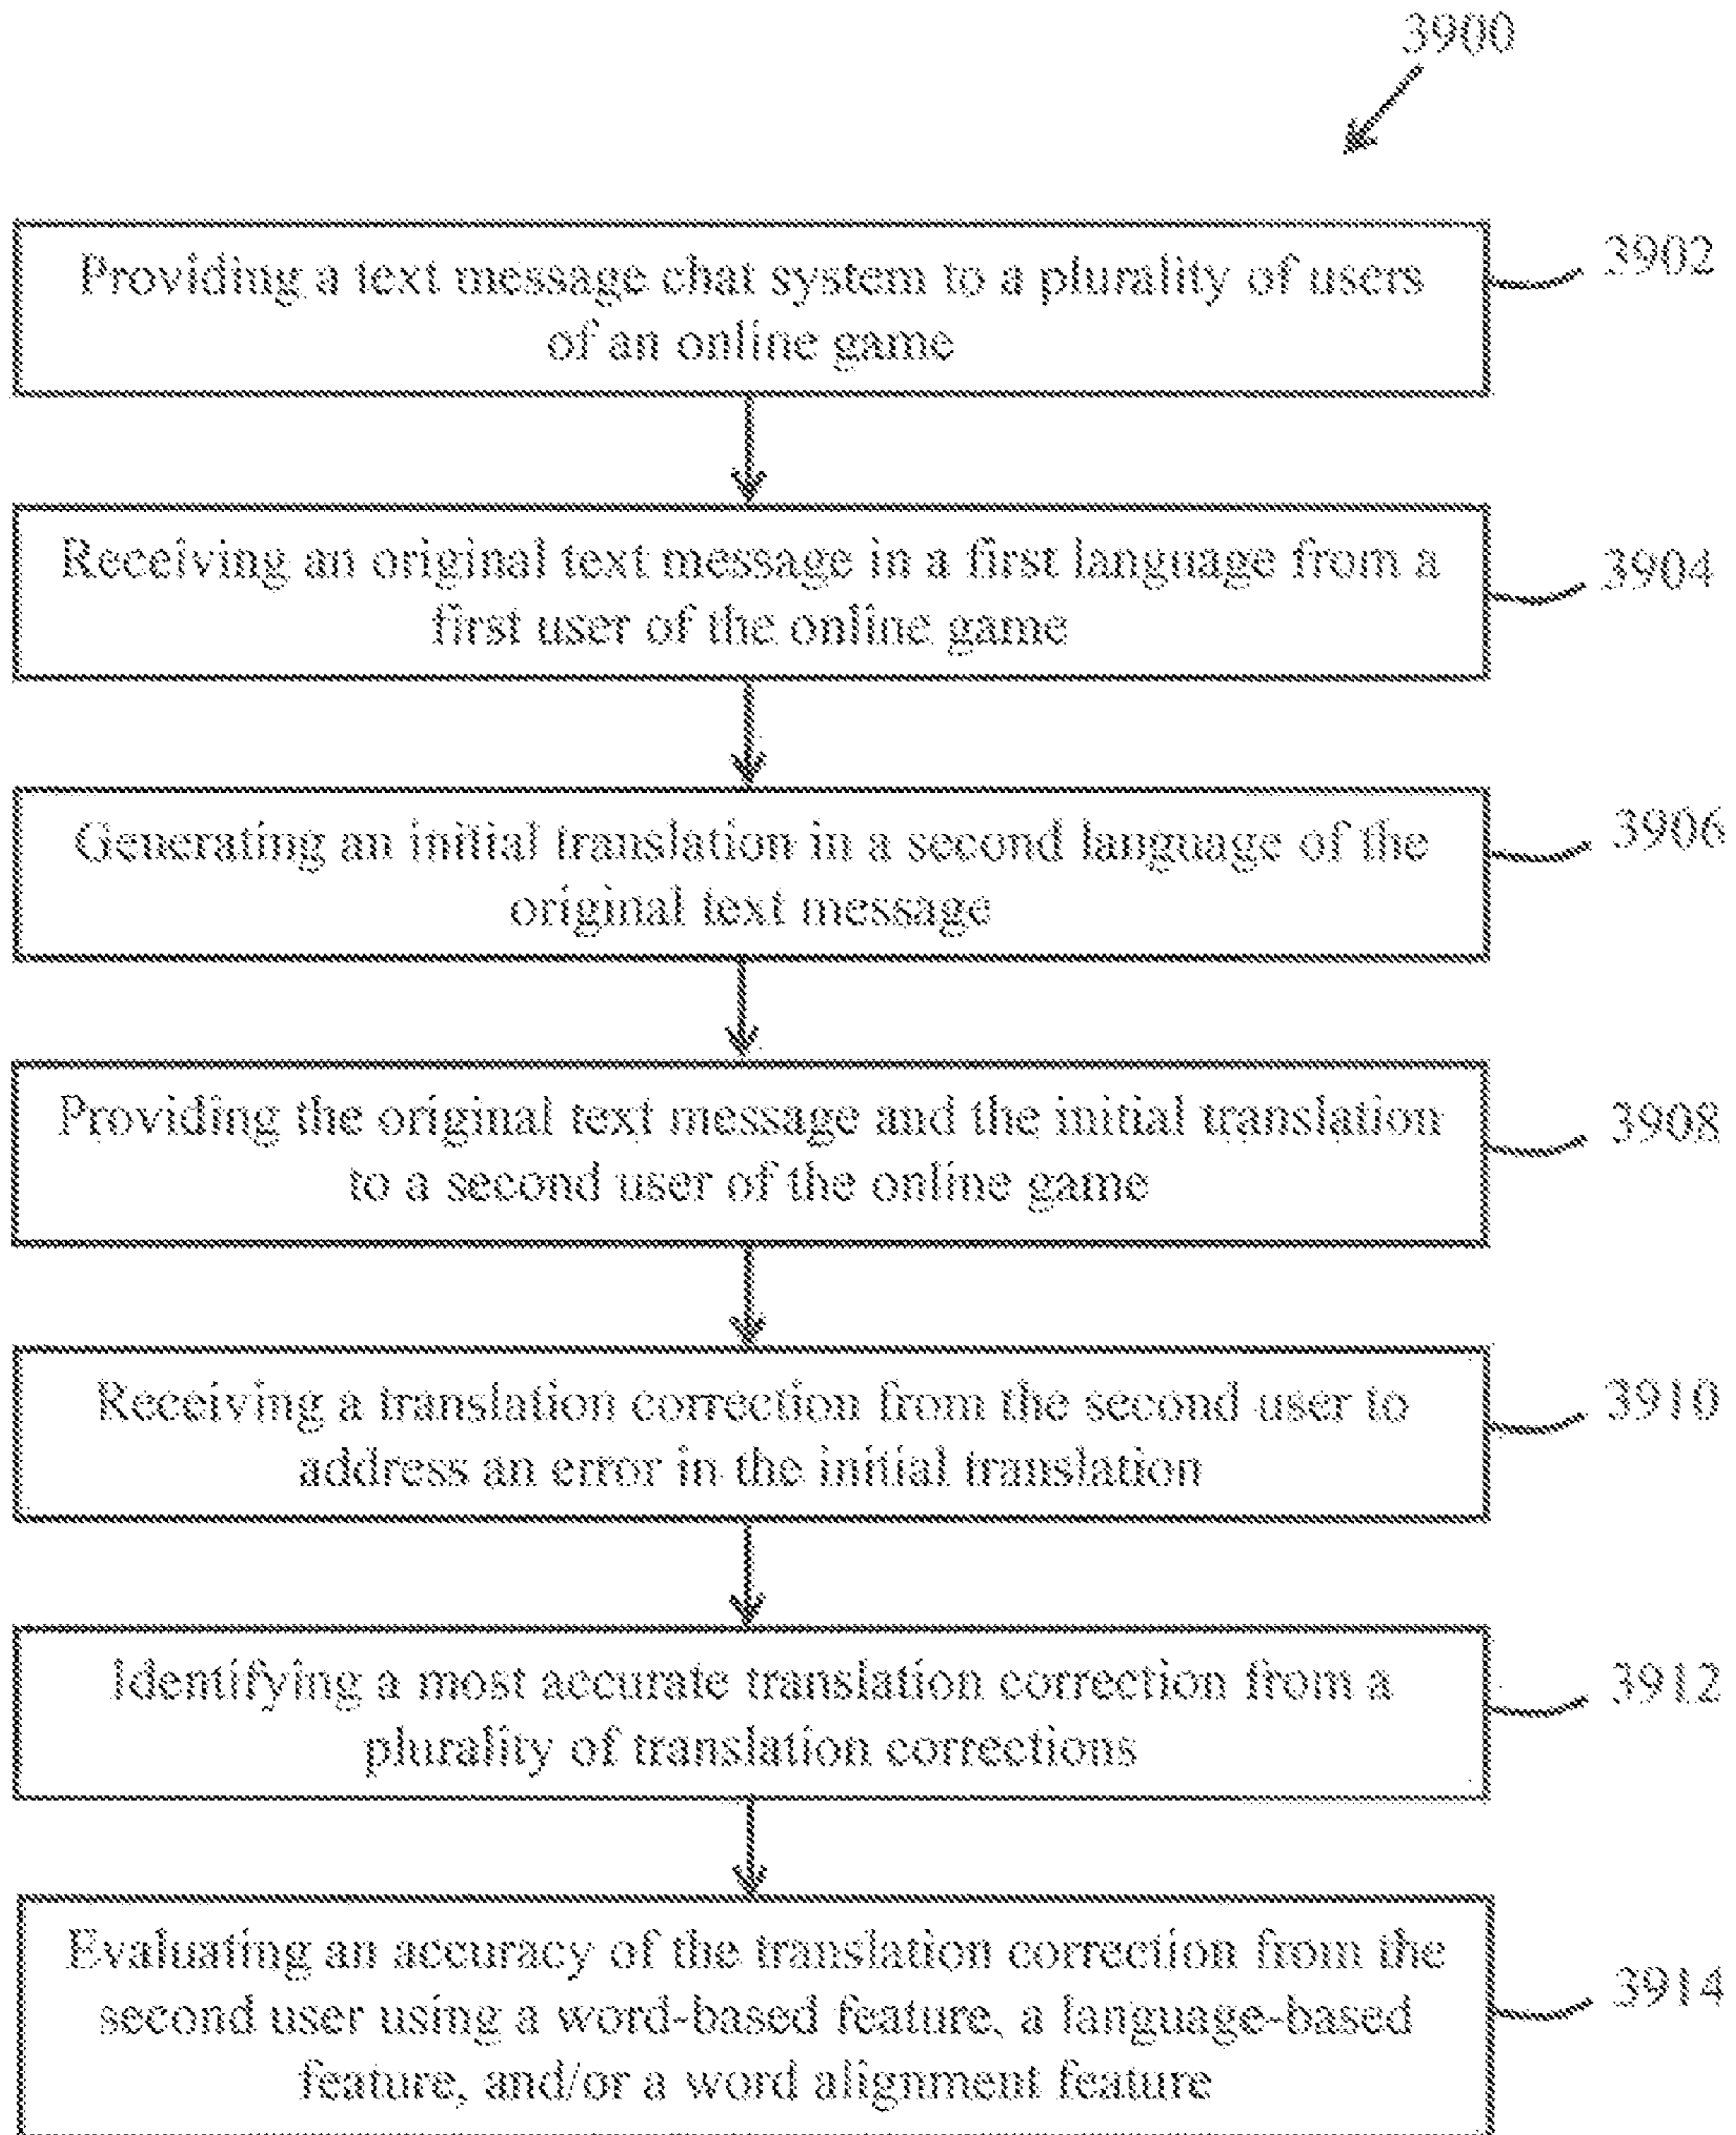 3900
Providing a text message chat system to a plurality of users
of an online game
3902
Receiving an original text message in a first language from a
first user of the online game
3904
Generating an initial translation in a second language of the
original text message
3906
Providing the original text message and the initial translation
to a second user of the online game
3908
Receiving a translation correction from the second user to
address an error in the initial translation
3910
Identifying a most accurate translation correction from a
plurality of translation corrections
3912
Evaluating an accuracy of the translation correction from the
second user using a word-based feature, a language-based
feature, and/or a word alignment feature
3914